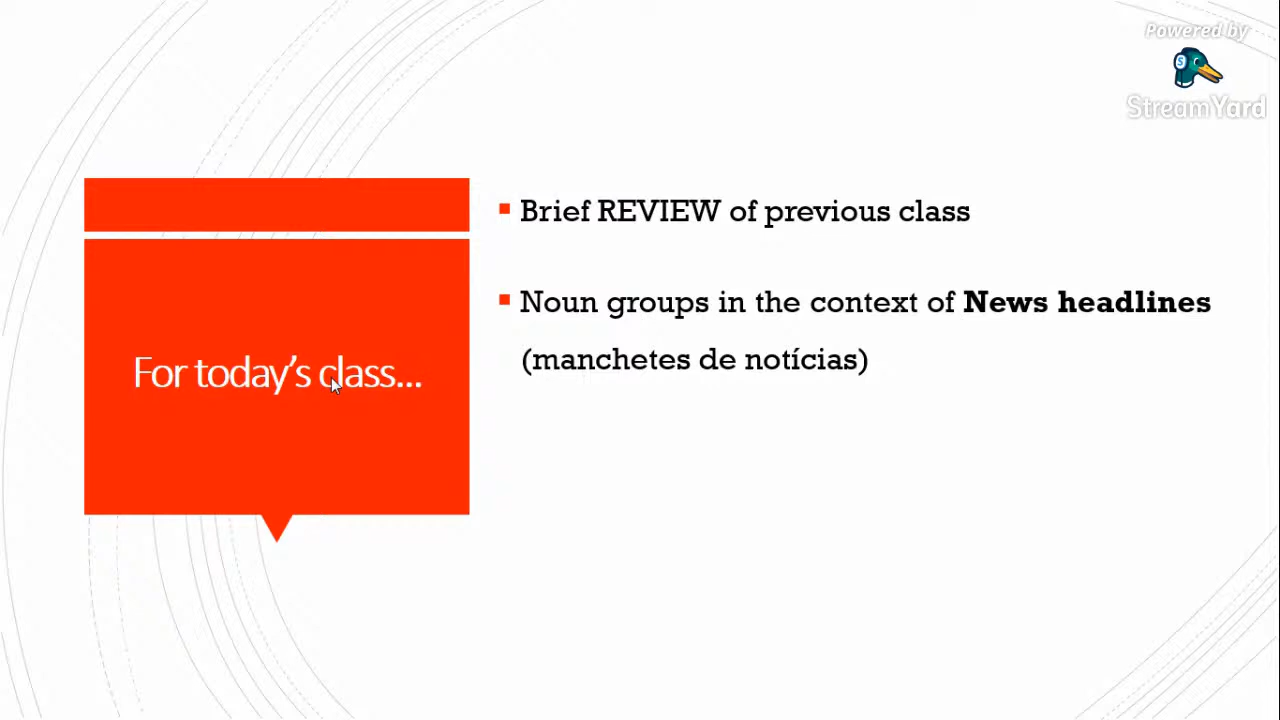 Powered by
StreamYard
For today’s class...
Brief REVIEW of previous class
Noun groups in the context of News headlines
(manchetes de notícias)